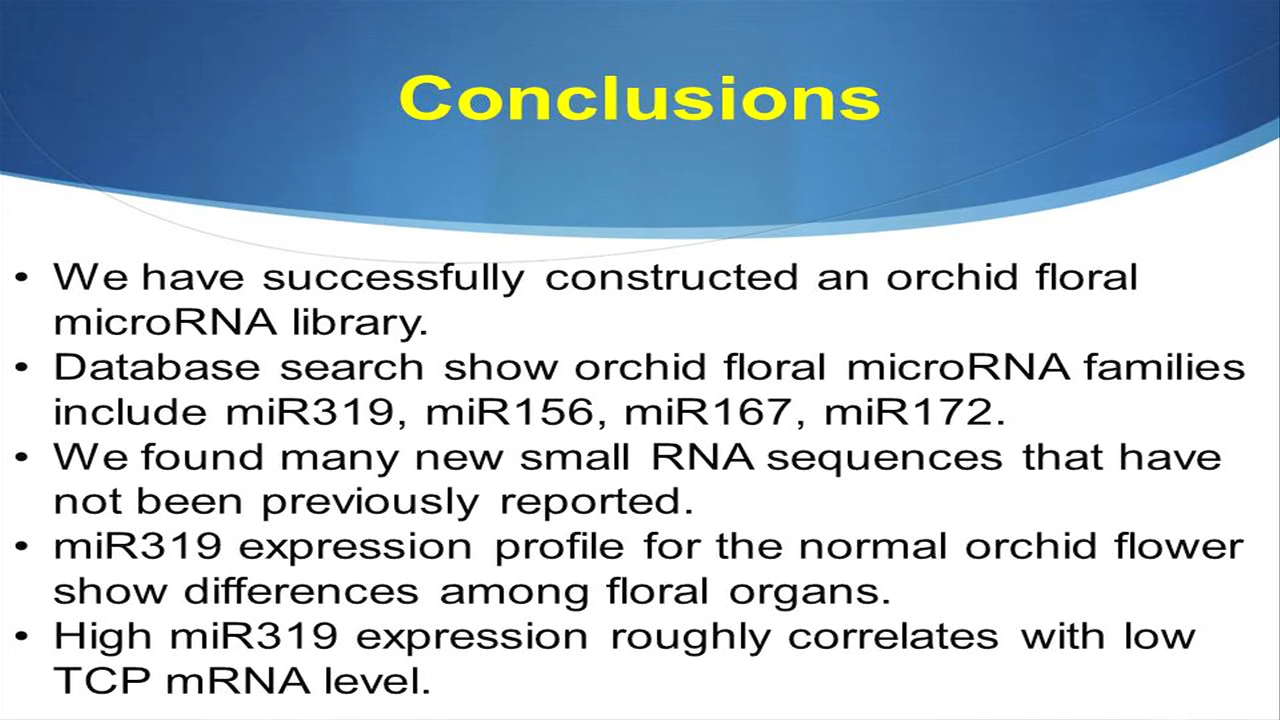 Conclusions
• We have successfully constructed an orchid floral
microRNA library.
• Database search show orchid floral microRNA families
include miR319, miR156, miR167, miR172.
• We found many new small RNA sequences that have
not been previously reported.
• miR319 expression profile for the normal orchid flower
show differences among floral organs.
• High miR319 expression roughly correlates with low
TCP mRNA level.